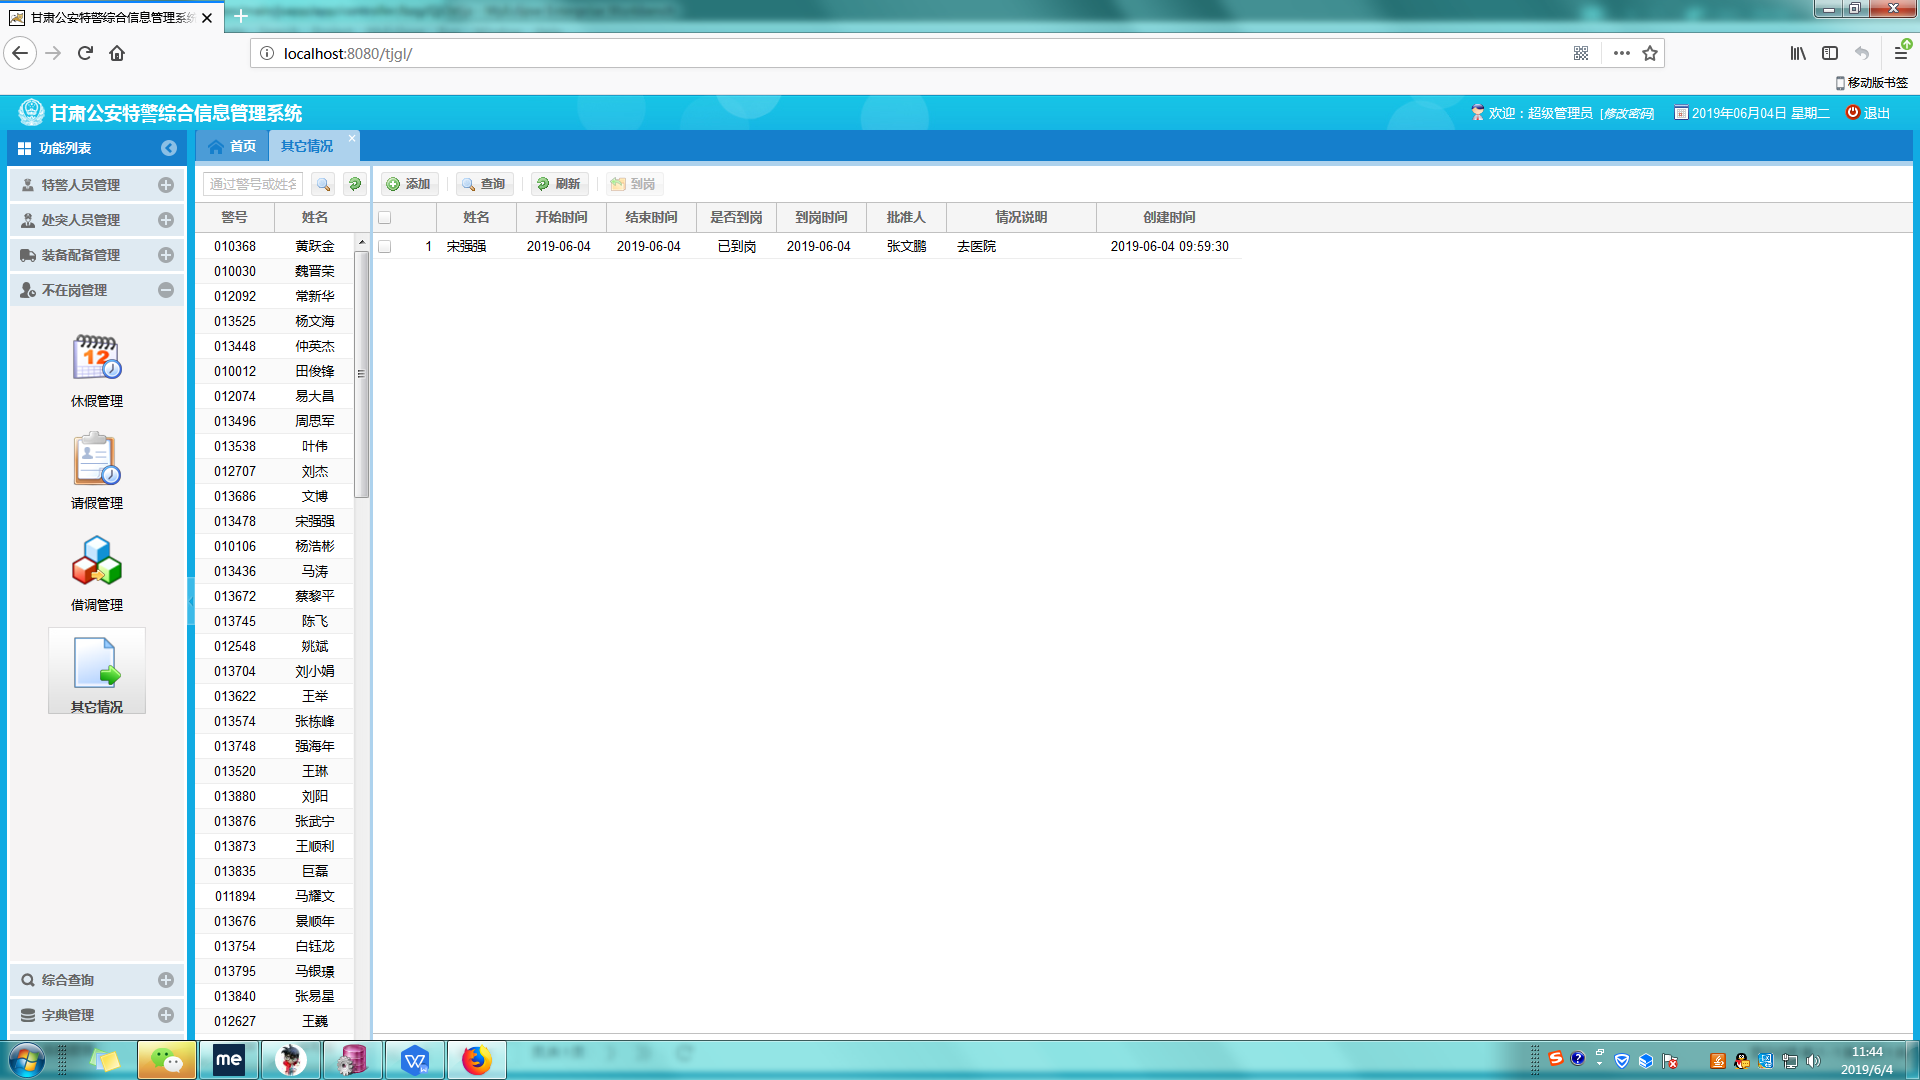 甘肃公安特警综合信息管理系统
localhost:8080/tjgl/
移动版书签
甘肃公安特警综合信息管理系统
欢迎：超级管理员 [修改密码] 2019年06月04日 星期二 退出
功能列表
首页 其它情况
特警人员管理
处突人员管理
装备配备管理
不在岗管理
12
休假管理
请假管理
借调管理
其它情况
综合查询
字典管理
通过警号或姓名
添加 查询 刷新 到岗
警号 姓名
010368 黄跃金
010030 魏晋荣
012092 常新华
013525 杨文海
013448 仲英杰
010012 田俊锋
012074 易大昌
013496 周思军
013538 叶伟
012707 刘杰
013686 文博
013478 宋强强
010106 杨浩彬
013436 马涛
013672 蔡黎平
013745 陈飞
012548 姚斌
013704 刘小娟
013622 王举
013574 张栋峰
013748 强海年
013520 王琳
013880 刘阳
013876 张武宁
013873 王顺利
013835 巨磊
011894 马耀文
013676 景顺年
013754 白钰龙
013795 马银璟
013840 张易星
012627 王巍
姓名 开始时间 结束时间 是否到岗 到岗时间 批准人 情况说明 创建时间
1 宋强强 2019-06-04 2019-06-04 已到岗 2019-06-04 张文鹏 去医院 2019-06-04 09:59:30
me
11:44
2019/6/4